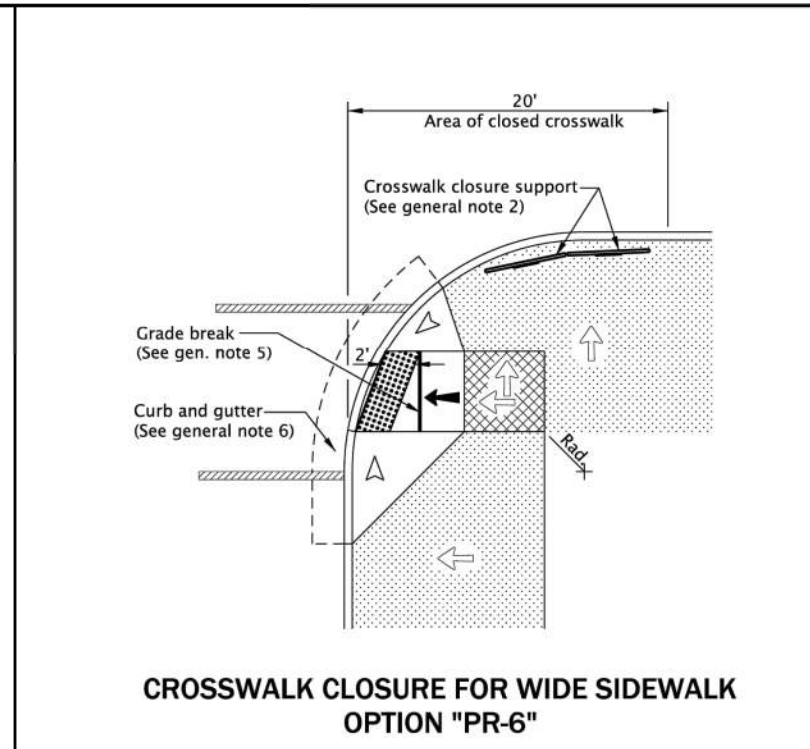 20'
Area of closed crosswalk
Crosswalk closure support
(See general note 2)
Grade break
(See gen. note 5)
2'
Curb and gutter
(See general note 6)
Rad.
CROSSWALK CLOSURE FOR WIDE SIDEWALK
OPTION "PR-6"